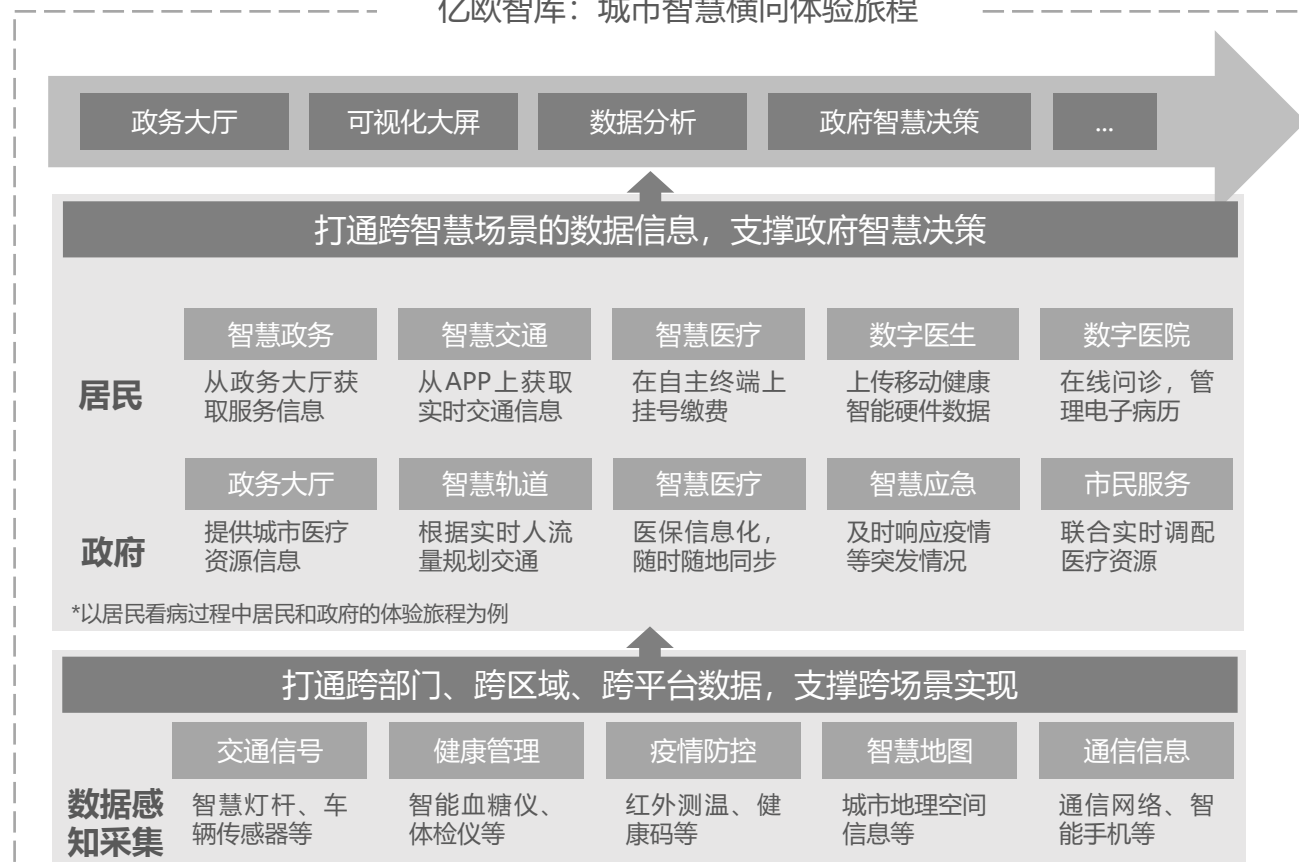 亿欧智库：城市智慧横向体验旅程
政务大厅
可视化大屏
数据分析
政府智慧决策
...
打通跨智慧场景的数据信息，支撑政府智慧决策
居民
智慧政务
从政务大厅获
取服务信息
智慧交通
从APP上获取
实时交通信息
智慧医疗
在自主终端上
挂号缴费
数字医生
上传移动健康
智能硬件数据
数字医院
在线问诊，管
理电子病历
政府
政务大厅
提供城市医疗
资源信息
智慧轨道
根据实时人流
量规划交通
智慧医疗
医保信息化，
随时随地同步
智慧应急
及时响应疫情
等突发情况
市民服务
联合实时调配
医疗资源
*以居民看病过程中居民和政府的体验旅程为例
打通跨部门、跨区域、跨平台数据，支撑跨场景实现
数据感
知采集
交通信号
智慧灯杆、车
辆传感器等
健康管理
智能血糖仪、
体检仪等
疫情防控
红外测温、健
康码等
智慧地图
城市地理空间
信息等
通信信息
通信网络、智
能手机等